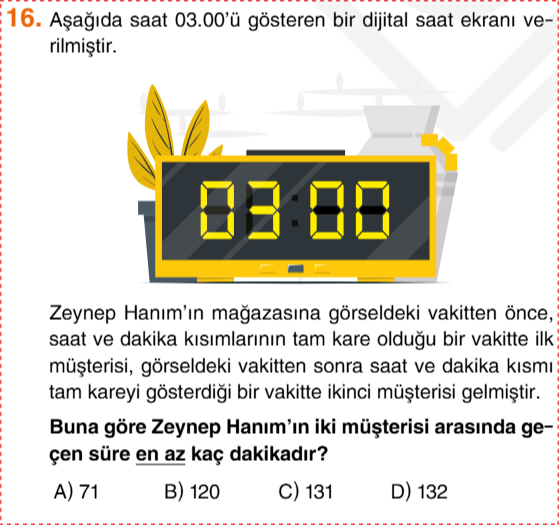 16. Aşağıda saat 03.00’ü gösteren bir dijital saat ekranı ve-
rilmiştir.
03:00
Zeynep Hanım’ın mağazasına görseldeki vakitten önce,
saat ve dakika kısımlarının tam kare olduğu bir vakitte ilk
müşterisi, görseldeki vakitten sonra saat ve dakika kısmı
tam kareyi gösterdiği bir vakitte ikinci müşterisi gelmiştir.
Buna göre Zeynep Hanım’ın iki müşterisi arasında ge-
çen süre en az kaç dakikadır?
A) 71 B) 120 C) 131 D) 132